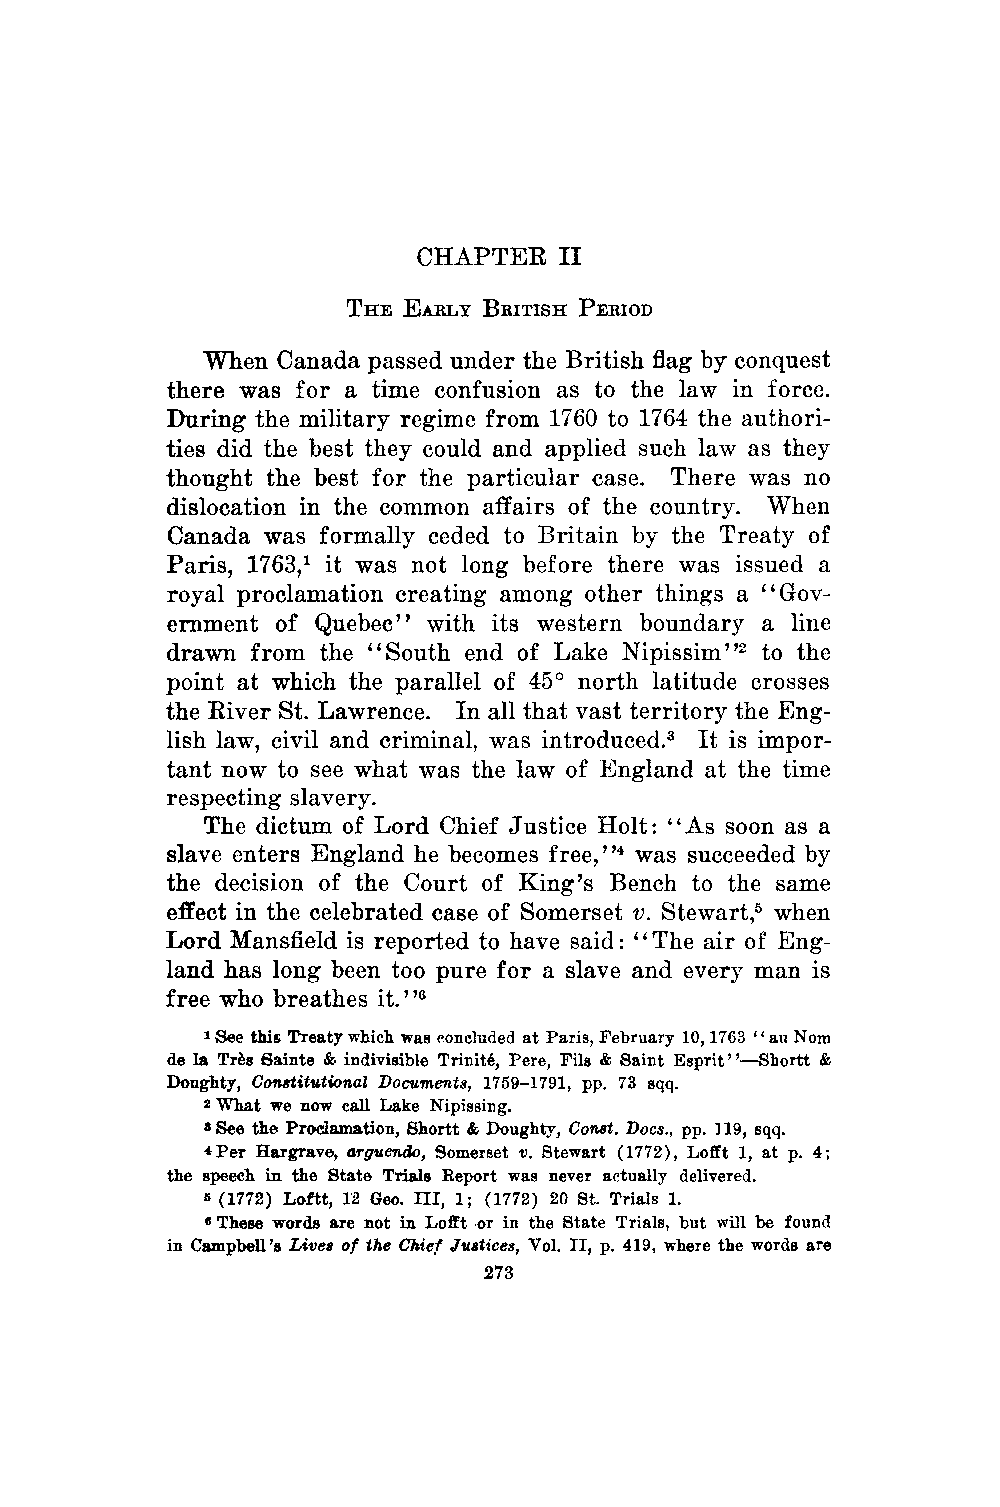 CHAPTER II
THE EARLY BRITISH PERIOD
When Canada passed under the British flag by conquest
there was for a time confusion as to the law in force.
During the military regime from 1760 to 1764 the authori-
ties did the best they could and applied such law as they
thought the best for the particular case. There was no
dislocation in the common affairs of the country. When
Canada was formally ceded to Britain by the Treaty of
Paris, 1763,¹ it was not long before there was issued a
royal proclamation creating among other things a ‘‘Gov-
ernment of Quebec’’ with its western boundary a line
drawn from the ‘‘South end of Lake Nipissim’’² to the
point at which the parallel of 45° north latitude crosses
the River St. Lawrence. In all that vast territory the Eng-
lish law, civil and criminal, was introduced.³ It is impor-
tant now to see what was the law of England at the time
respecting slavery.
The dictum of Lord Chief Justice Holt: ‘‘As soon as a
slave enters England he becomes free,’’⁴ was succeeded by
the decision of the Court of King's Bench to the same
effect in the celebrated case of Somerset v. Stewart,⁵ when
Lord Mansfield is reported to have said: ‘‘The air of Eng-
land has long been too pure for a slave and every man is
free who breathes it.’’⁶
¹ See this Treaty which was concluded at Paris, February 10, 1763 ‘‘au Nom
de la Très Sainte & indivisible Trinité, Pere, Fils & Saint Esprit’’—Shortt &
Doughty, Constitutional Documents, 1759–1791, pp. 73 sqq.
² What we now call Lake Nipissing.
³ See the Proclamation, Shortt & Doughty, Const. Docs., pp. 119, sqq.
⁴ Per Hargrave, arguendo, Somerset v. Stewart (1772), Lofft 1, at p. 4;
the speech in the State Trials Report was never actually delivered.
⁵ (1772) Loftt, 12 Geo. III, 1; (1772) 20 St. Trials 1.
⁶ These words are not in Lofft or in the State Trials, but will be found
in Campbell's Lives of the Chief Justices, Vol. II, p. 419, where the words are
273